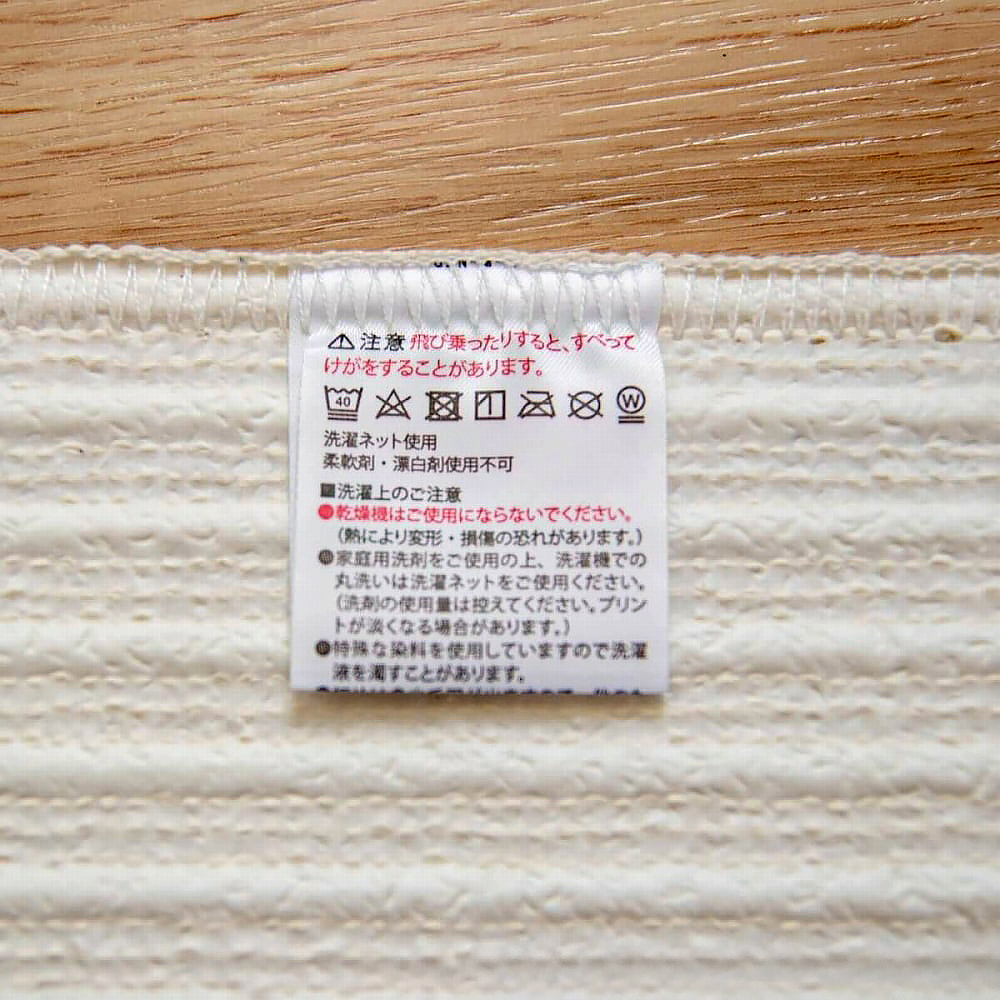 ⚠注意 飛び乗ったりすると、すべって
けがをすることがあります。
40 W
洗濯ネット使用
柔軟剤・漂白剤使用不可
■洗濯上のご注意
●乾燥機はご使用にならないでください。
(熱により変形・損傷の恐れがあります。)
●家庭用洗剤をご使用の上、洗濯機での
丸洗いは洗濯ネットをご使用ください。
(洗剤の使用量は控えてください。プリン
トが淡くなる場合があります。)
●特殊な染料を使用していますので洗濯
液を濁すことがあります。